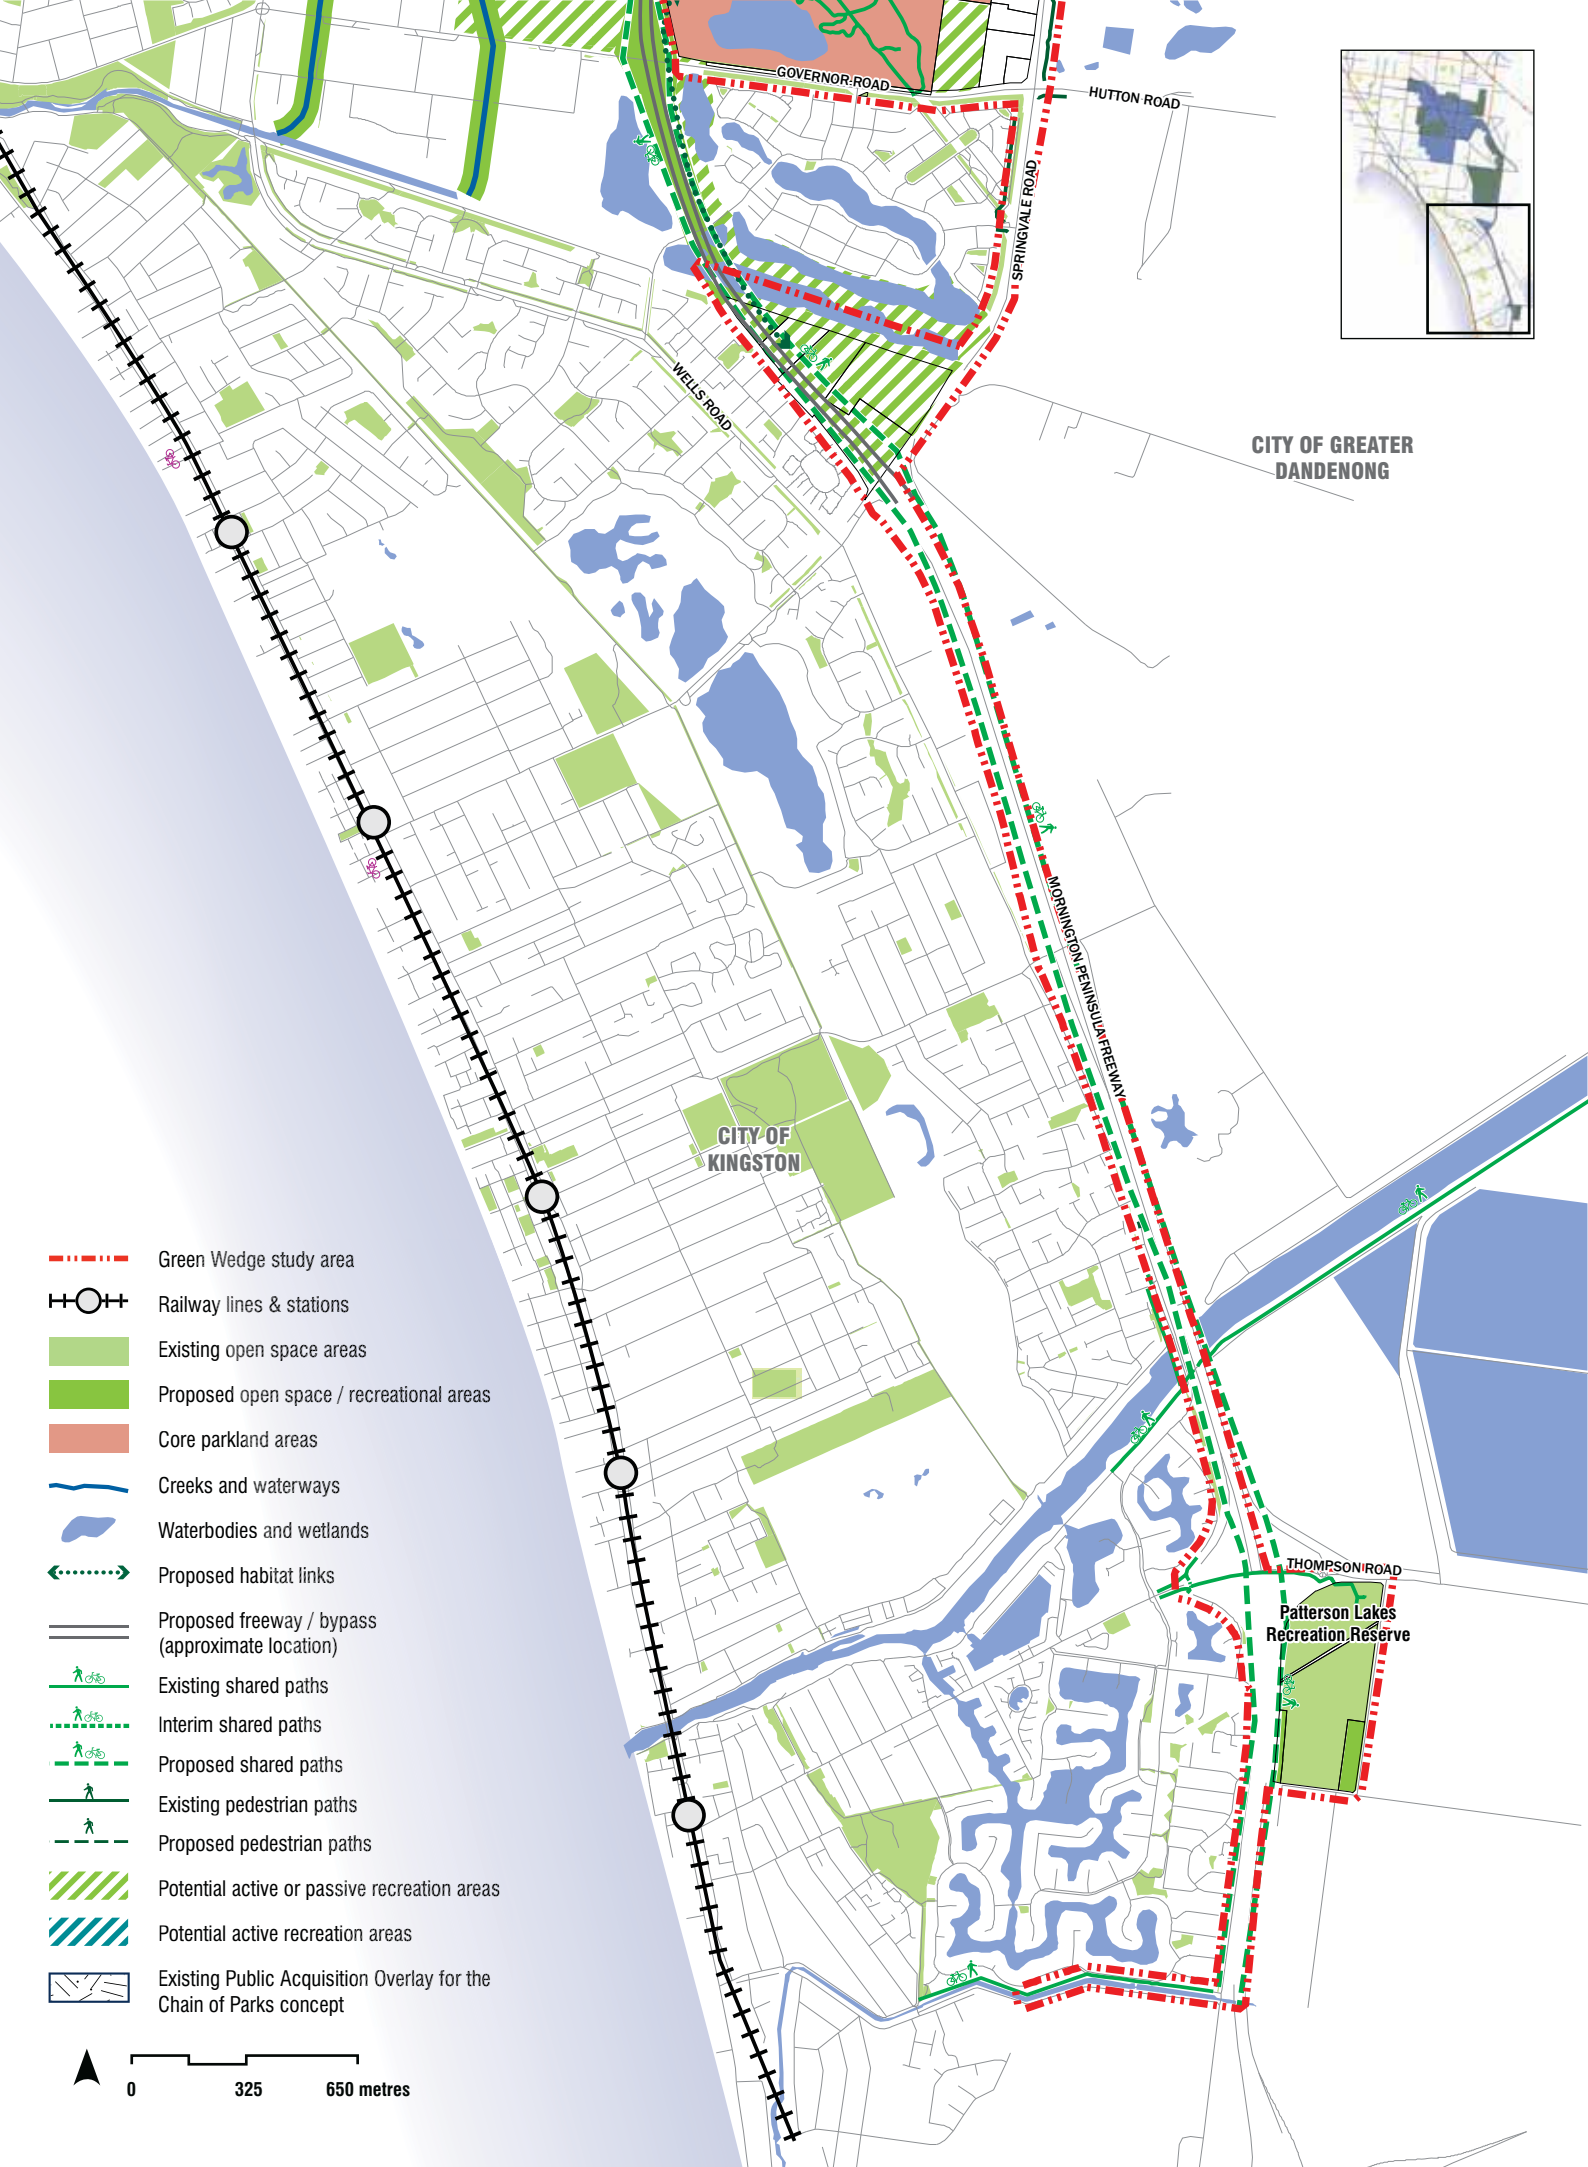 GOVERNOR ROAD
HUTTON ROAD
SPRINGVALE ROAD
WELLS ROAD
CITY OF GREATER
DANDENONG
MORNINGTON PENINSULA FREEWAY
CITY OF
KINGSTON
THOMPSON ROAD
Patterson Lakes
Recreation Reserve
Green Wedge study area
Railway lines & stations
Existing open space areas
Proposed open space / recreational areas
Core parkland areas
Creeks and waterways
Waterbodies and wetlands
Proposed habitat links
Proposed freeway / bypass
(approximate location)
Existing shared paths
Interim shared paths
Proposed shared paths
Existing pedestrian paths
Proposed pedestrian paths
Potential active or passive recreation areas
Potential active recreation areas
Existing Public Acquisition Overlay for the
Chain of Parks concept
0 325 650 metres